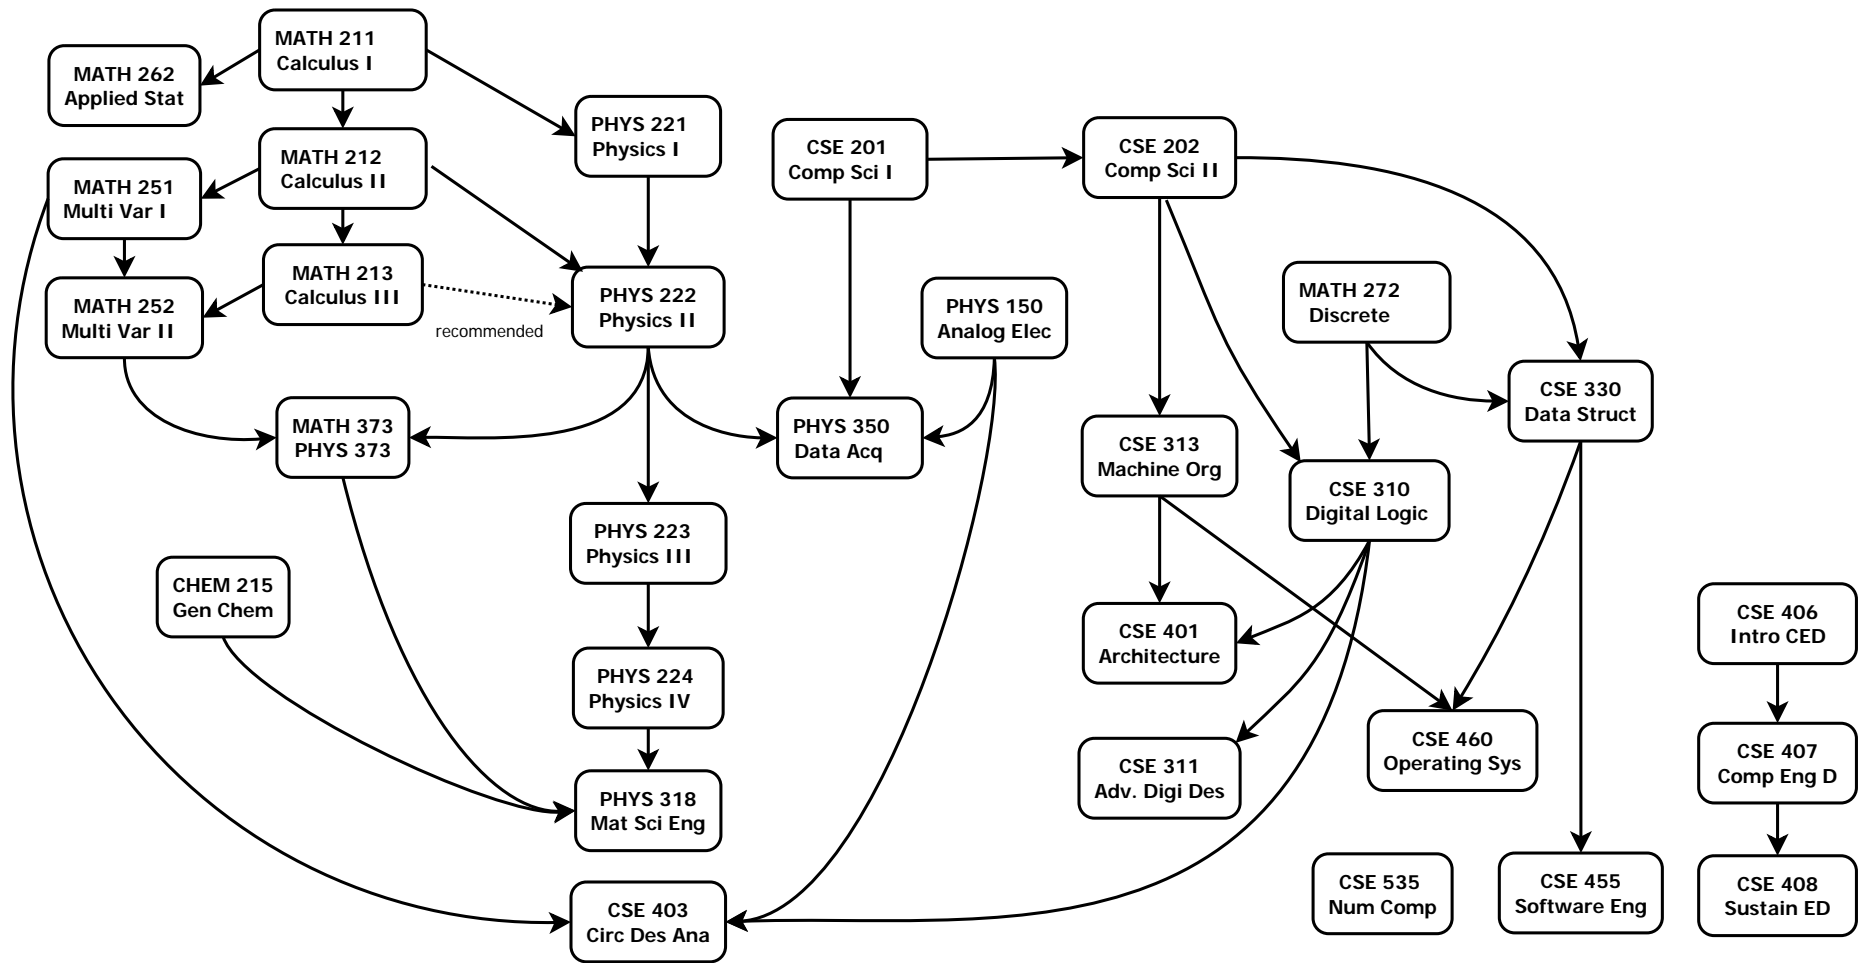 MATH 211
Calculus I
MATH 262
Applied Stat
PHYS 221
Physics I
CSE 201
Comp Sci I
CSE 202
Comp Sci II
MATH 212
Calculus II
MATH 251
Multi Var I
MATH 213
Calculus III
MATH 252
Multi Var II
recommended
PHYS 222
Physics II
PHYS 150
Analog Elec
MATH 272
Discrete
CSE 330
Data Struct
MATH 373
PHYS 373
PHYS 350
Data Acq
CSE 313
Machine Org
CSE 310
Digital Logic
PHYS 223
Physics III
CHEM 215
Gen Chem
CSE 401
Architecture
CSE 406
Intro CED
PHYS 224
Physics IV
CSE 460
Operating Sys
CSE 407
Comp Eng D
CSE 311
Adv. Digi Des
PHYS 318
Mat Sci Eng
CSE 403
Circ Des Ana
CSE 535
Num Comp
CSE 455
Software Eng
CSE 408
Sustain ED